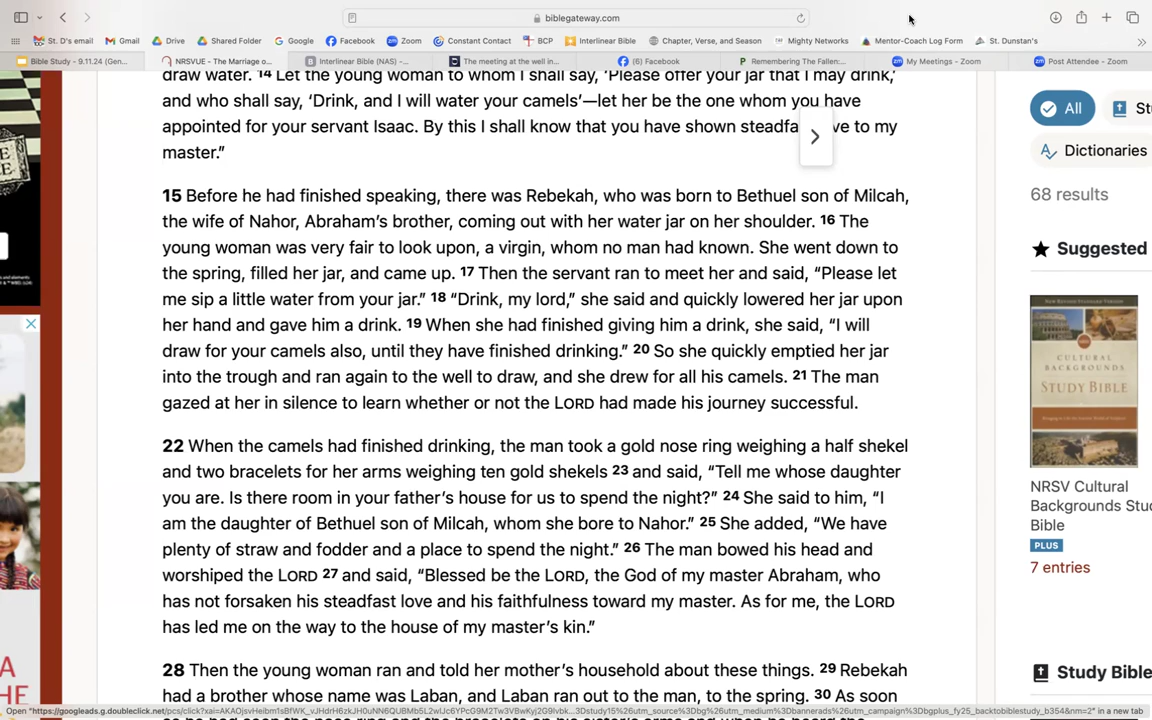 biblegateway.com
St. D's email
Gmail
Drive
Shared Folder
Google
Facebook
Zoom
Constant Contact
BCP
Interlinear Bible
Chapter, Verse, and Season
Mighty Networks
Mentor-Coach Log Form
St. Dunstan's
Bible Study - 9.11.24 (Gen...
NRSVUE - The Marriage o...
Interlinear Bible (NAS) -...
The meeting at the well in...
(6) Facebook
Remembering The Fallen:...
My Meetings - Zoom
Post Attendee - Zoom
draw water. 14 Let the young woman to whom I shall say, ‘Please offer your jar that I may drink,’
and who shall say, ‘Drink, and I will water your camels’—let her be the one whom you have
appointed for your servant Isaac. By this I shall know that you have shown steadfa ve to my
master.”
15 Before he had finished speaking, there was Rebekah, who was born to Bethuel son of Milcah,
the wife of Nahor, Abraham’s brother, coming out with her water jar on her shoulder. 16 The
young woman was very fair to look upon, a virgin, whom no man had known. She went down to
the spring, filled her jar, and came up. 17 Then the servant ran to meet her and said, “Please let
me sip a little water from your jar.” 18 “Drink, my lord,” she said and quickly lowered her jar upon
her hand and gave him a drink. 19 When she had finished giving him a drink, she said, “I will
draw for your camels also, until they have finished drinking.” 20 So she quickly emptied her jar
into the trough and ran again to the well to draw, and she drew for all his camels. 21 The man
gazed at her in silence to learn whether or not the LORD had made his journey successful.
22 When the camels had finished drinking, the man took a gold nose ring weighing a half shekel
and two bracelets for her arms weighing ten gold shekels 23 and said, “Tell me whose daughter
you are. Is there room in your father’s house for us to spend the night?” 24 She said to him, “I
am the daughter of Bethuel son of Milcah, whom she bore to Nahor.” 25 She added, “We have
plenty of straw and fodder and a place to spend the night.” 26 The man bowed his head and
worshiped the LORD 27 and said, “Blessed be the LORD, the God of my master Abraham, who
has not forsaken his steadfast love and his faithfulness toward my master. As for me, the LORD
has led me on the way to the house of my master’s kin.”
28 Then the young woman ran and told her mother’s household about these things. 29 Rebekah
had a brother whose name was Laban, and Laban ran out to the man, to the spring. 30 As soon
All
St
Dictionaries
68 results
Suggested
CULTURAL
BACKGROUNDS
STUDY BIBLE
NRSV Cultural
Backgrounds Stu
Bible
PLUS
7 entries
Study Bible
A
HE